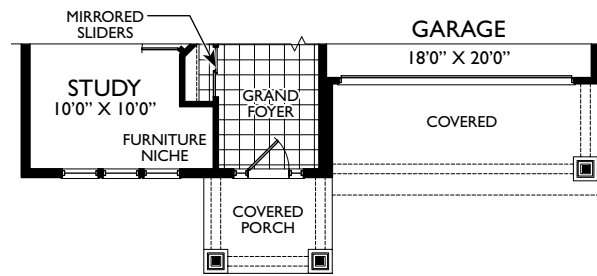 MIRRORED
SLIDERS
GARAGE
18'0" X 20'0"
STUDY
10'0" X 10'0"
GRAND
FOYER
COVERED
FURNITURE
NICHE
COVERED
PORCH